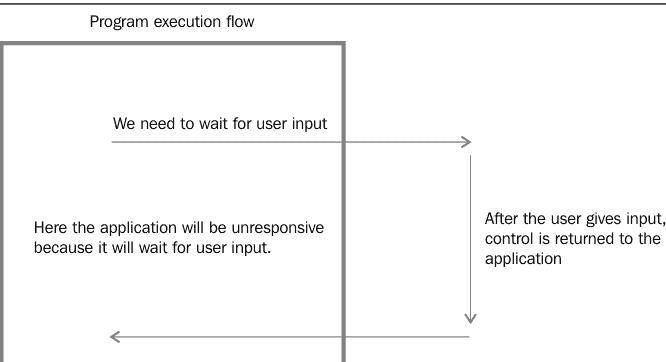 Program execution flow
We need to wait for user input
Here the application will be unresponsive
because it will wait for user input.
After the user gives input,
control is returned to the
application